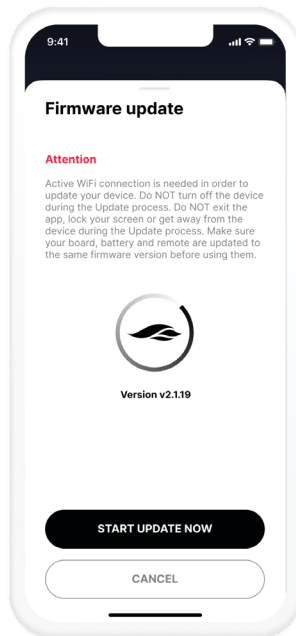 9:41
Firmware update
Attention
Active WiFi connection is needed in order to
update your device. Do NOT turn off the device
during the Update process. Do NOT exit the
app, lock your screen or get away from the
device during the Update process. Make sure
your board, battery and remote are updated to
the same firmware version before using them.
Version v2.1.19
START UPDATE NOW
CANCEL